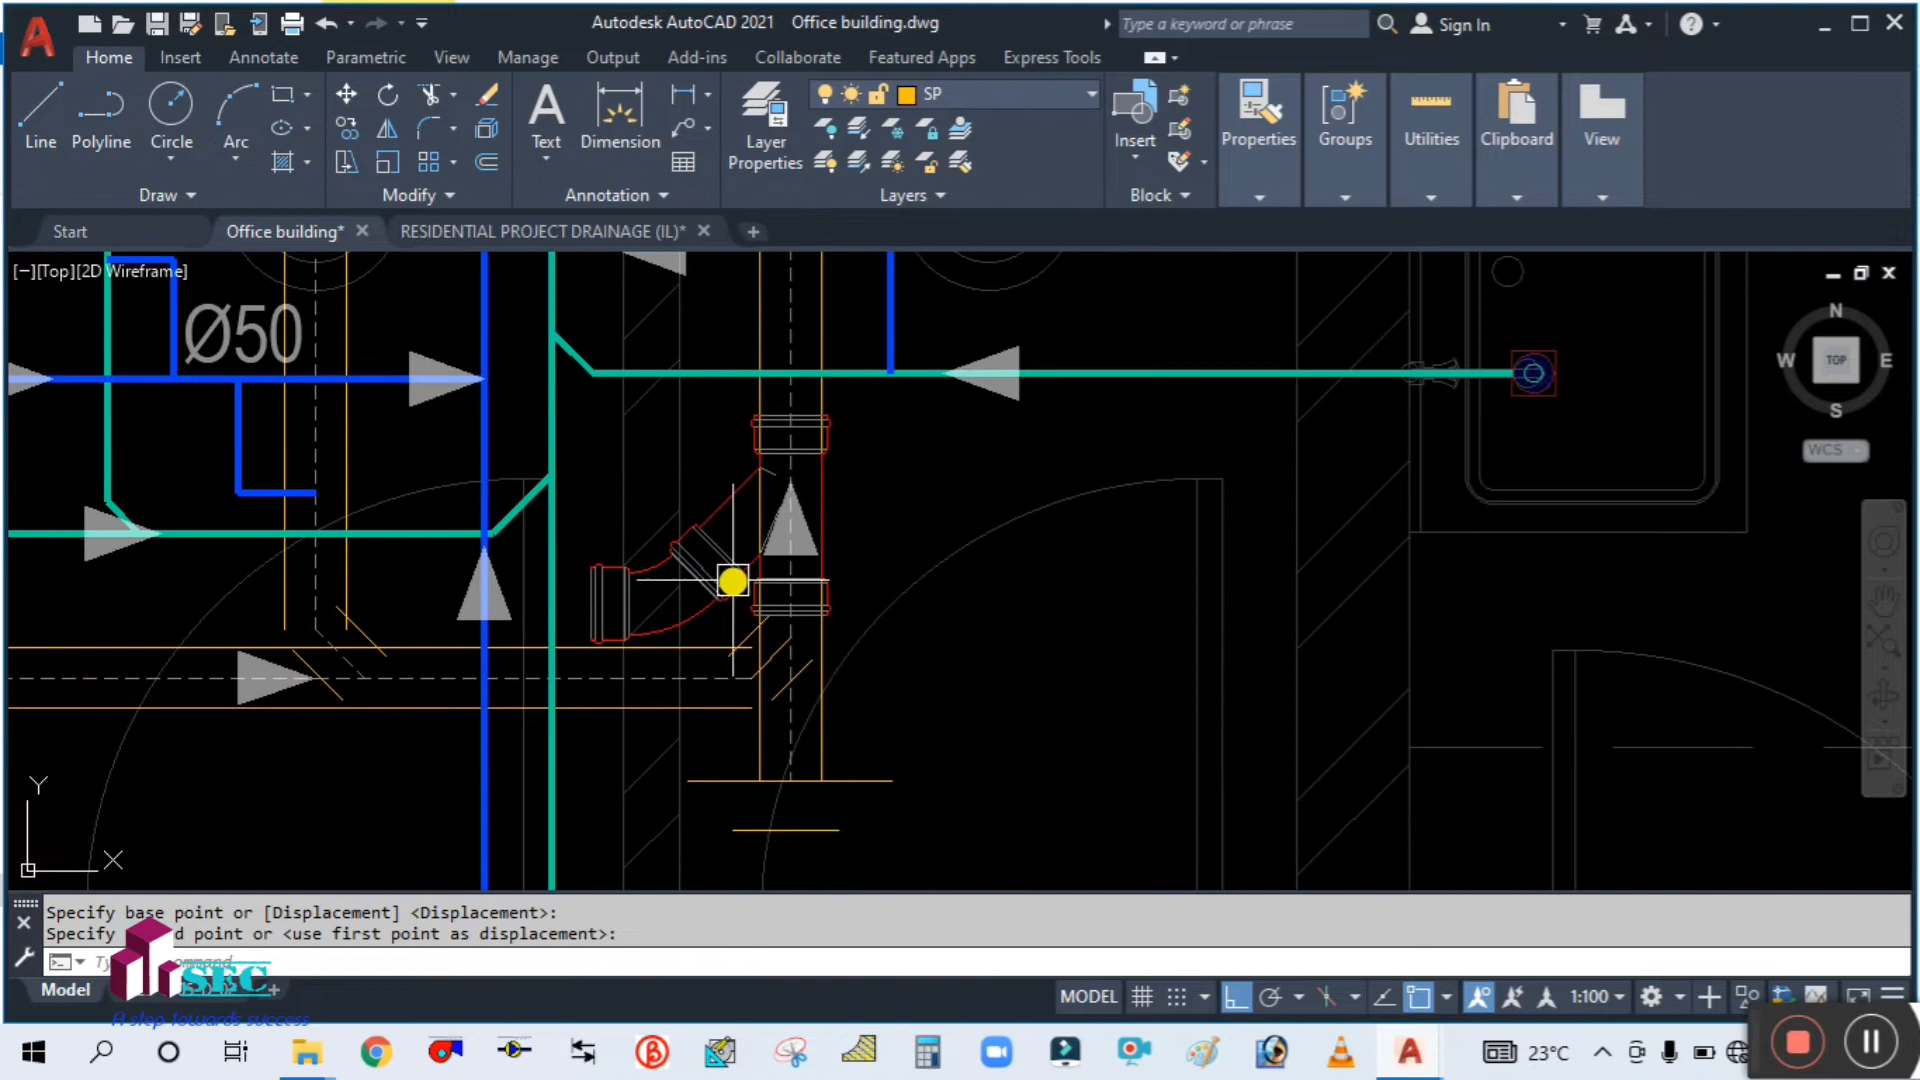 Autodesk AutoCAD 2021 Office building.dwg
Type a keyword or phrase
Sign In
Home Insert Annotate Parametric View Manage Output Add-ins Collaborate Featured Apps Express Tools
Line Polyline Circle Arc
Text Dimension
Layer Properties
SP
Insert
Properties Groups Utilities Clipboard View
Draw Modify Annotation Layers Block
Start Office building* RESIDENTIAL PROJECT DRAINAGE (IL)*
[−][Top][2D Wireframe]
Ø50
N
W TOP E
S
WCS
Y
X
Specify base point or [Displacement] <Displacement>:
Specify point or <use first point as displacement>:
Model
SEC
A step towards success
MODEL 1:100
23°C